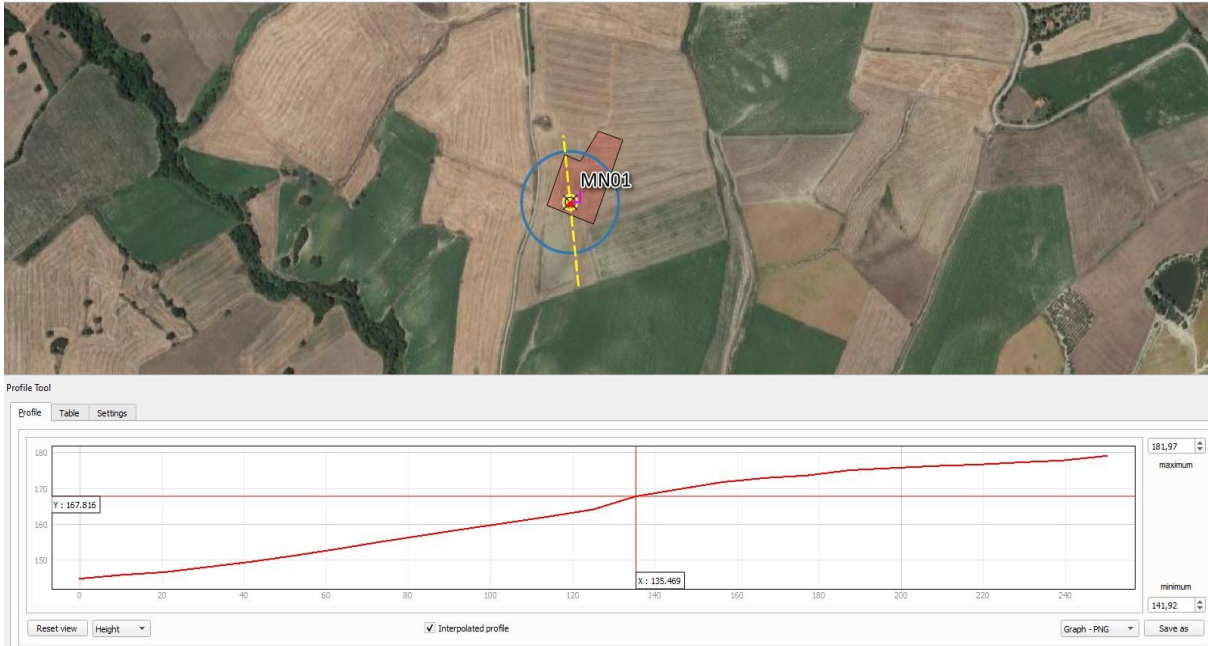 MN01
Profile Tool
Profile Table Settings
180
170
160
150
Y : 167.816
X : 135.469
0 20 40 60 80 100 120 140 160 180 200 220 240
181,97
maximum
minimum
141,92
Reset view Height Interpolated profile Graph - PNG Save as